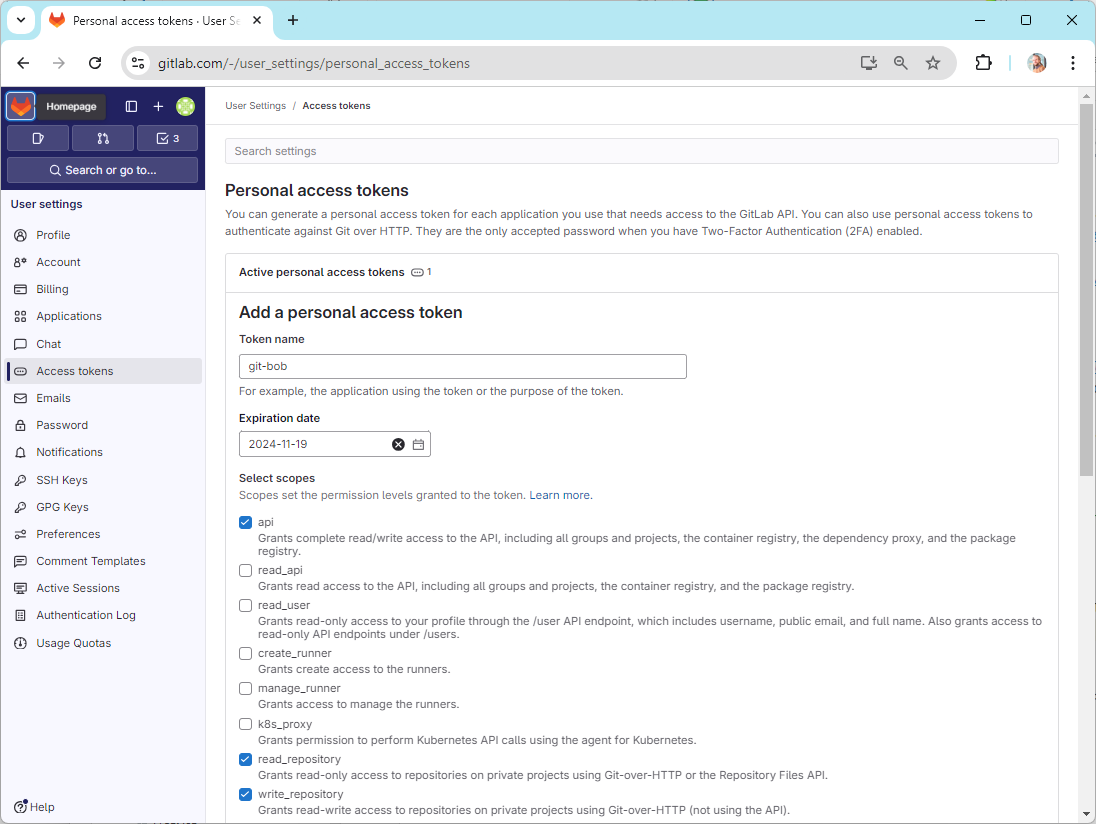 Personal access tokens · User Se
gitlab.com/-/user_settings/personal_access_tokens
Homepage
3
Search or go to...
User settings
Profile
Account
Billing
Applications
Chat
Access tokens
Emails
Password
Notifications
SSH Keys
GPG Keys
Preferences
Comment Templates
Active Sessions
Authentication Log
Usage Quotas
Help
User Settings / Access tokens
Search settings
Personal access tokens
You can generate a personal access token for each application you use that needs access to the GitLab API. You can also use personal access tokens to
authenticate against Git over HTTP. They are the only accepted password when you have Two-Factor Authentication (2FA) enabled.
Active personal access tokens 1
Add a personal access token
Token name
git-bob
For example, the application using the token or the purpose of the token.
Expiration date
2024-11-19
Select scopes
Scopes set the permission levels granted to the token. Learn more.
api
Grants complete read/write access to the API, including all groups and projects, the container registry, the dependency proxy, and the package
registry.
read_api
Grants read access to the API, including all groups and projects, the container registry, and the package registry.
read_user
Grants read-only access to your profile through the /user API endpoint, which includes username, public email, and full name. Also grants access to
read-only API endpoints under /users.
create_runner
Grants create access to the runners.
manage_runner
Grants access to manage the runners.
k8s_proxy
Grants permission to perform Kubernetes API calls using the agent for Kubernetes.
read_repository
Grants read-only access to repositories on private projects using Git-over-HTTP or the Repository Files API.
write_repository
Grants read-write access to repositories on private projects using Git-over-HTTP (not using the API).